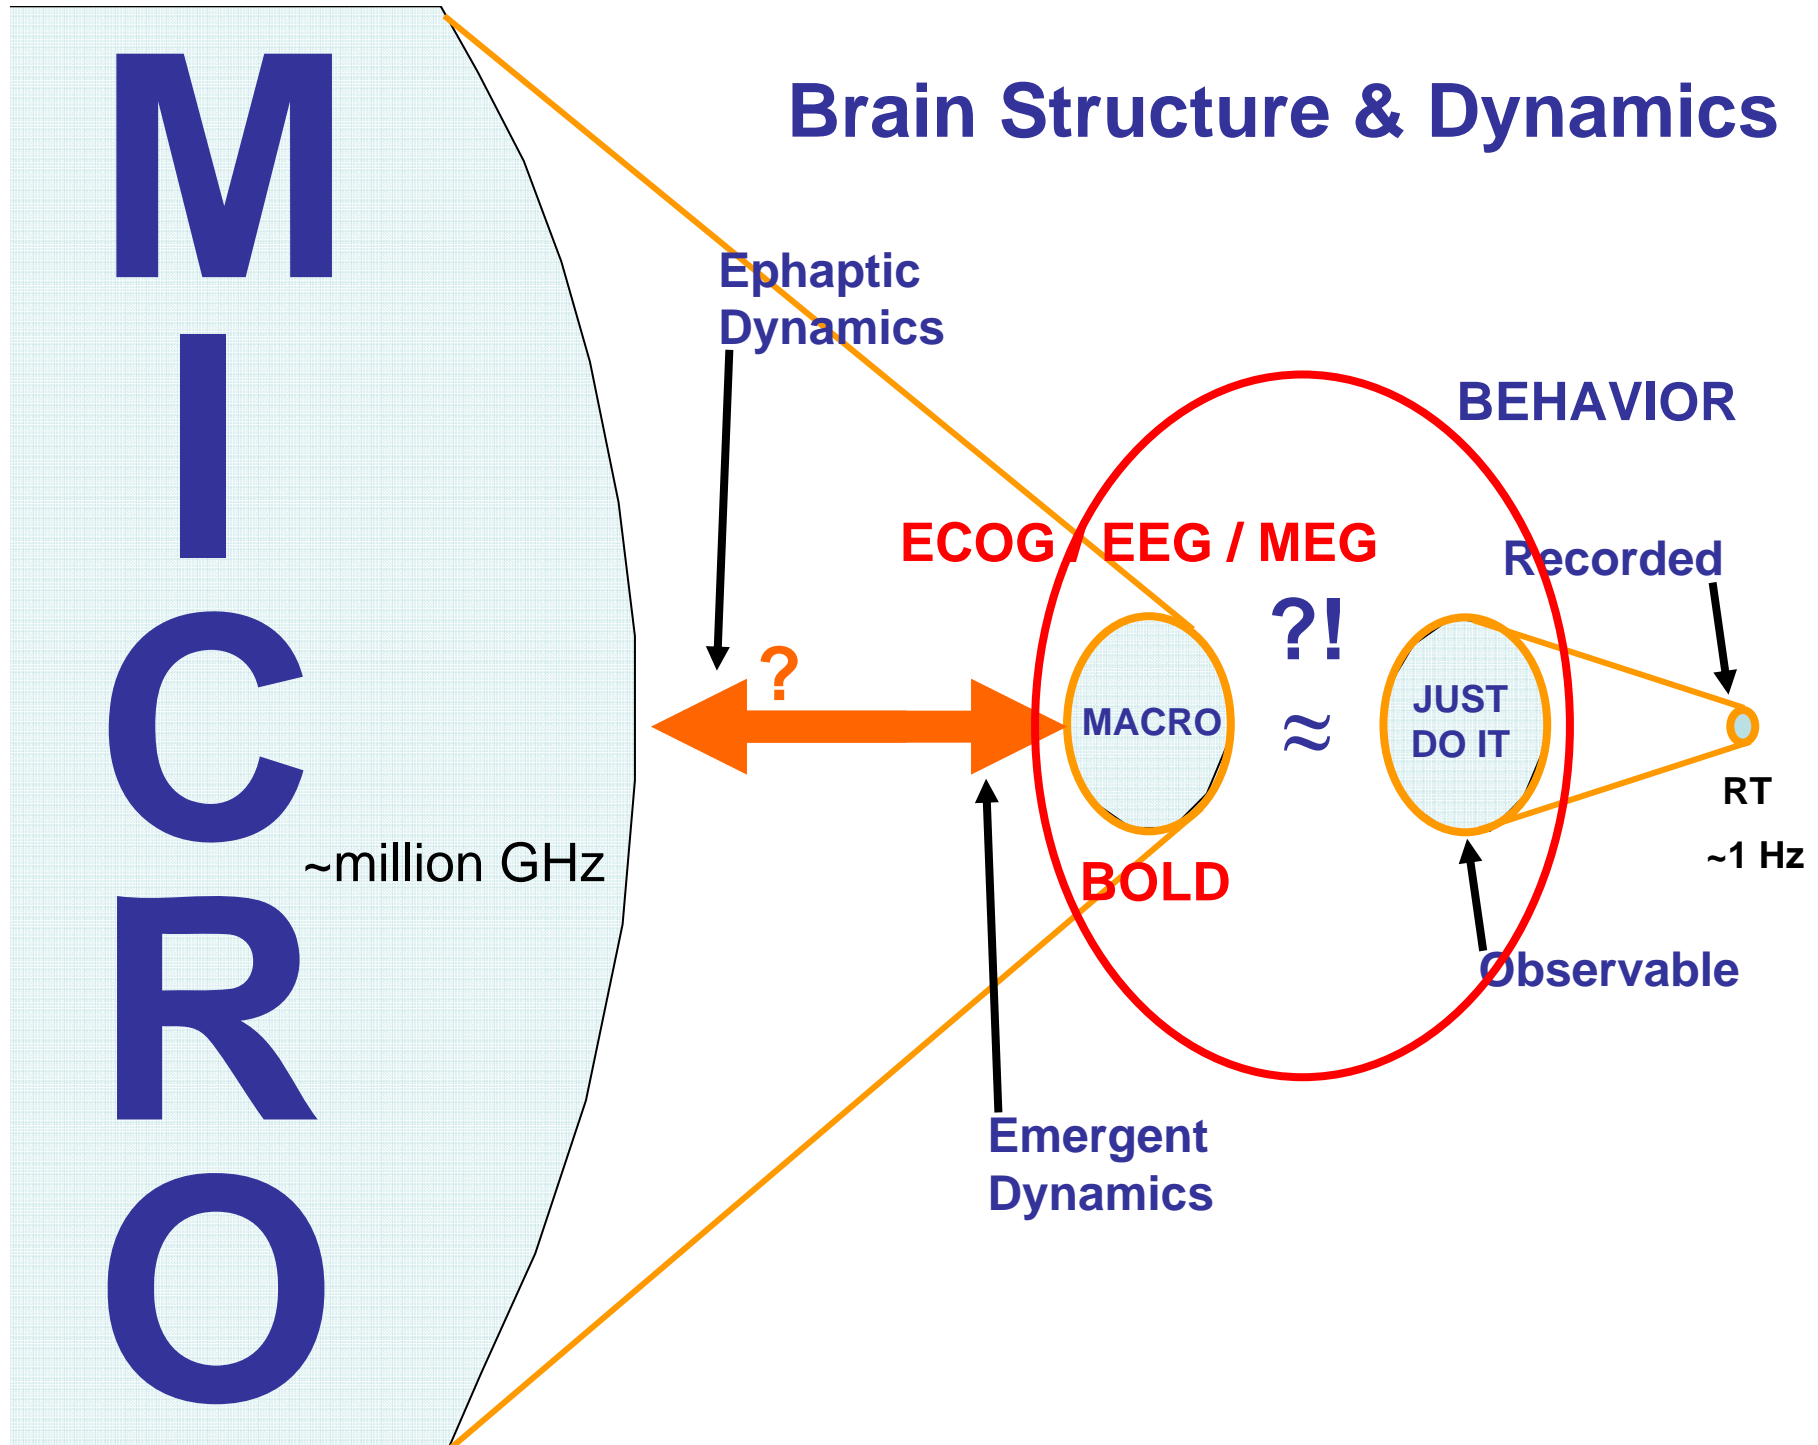 Brain Structure & Dynamics
MICRO
~million GHz
Ephaptic
Dynamics
?
BEHAVIOR
ECOG / EEG / MEG
Recorded
?!
MACRO
≈
JUST
DO IT
RT
~1 Hz
BOLD
Observable
Emergent
Dynamics